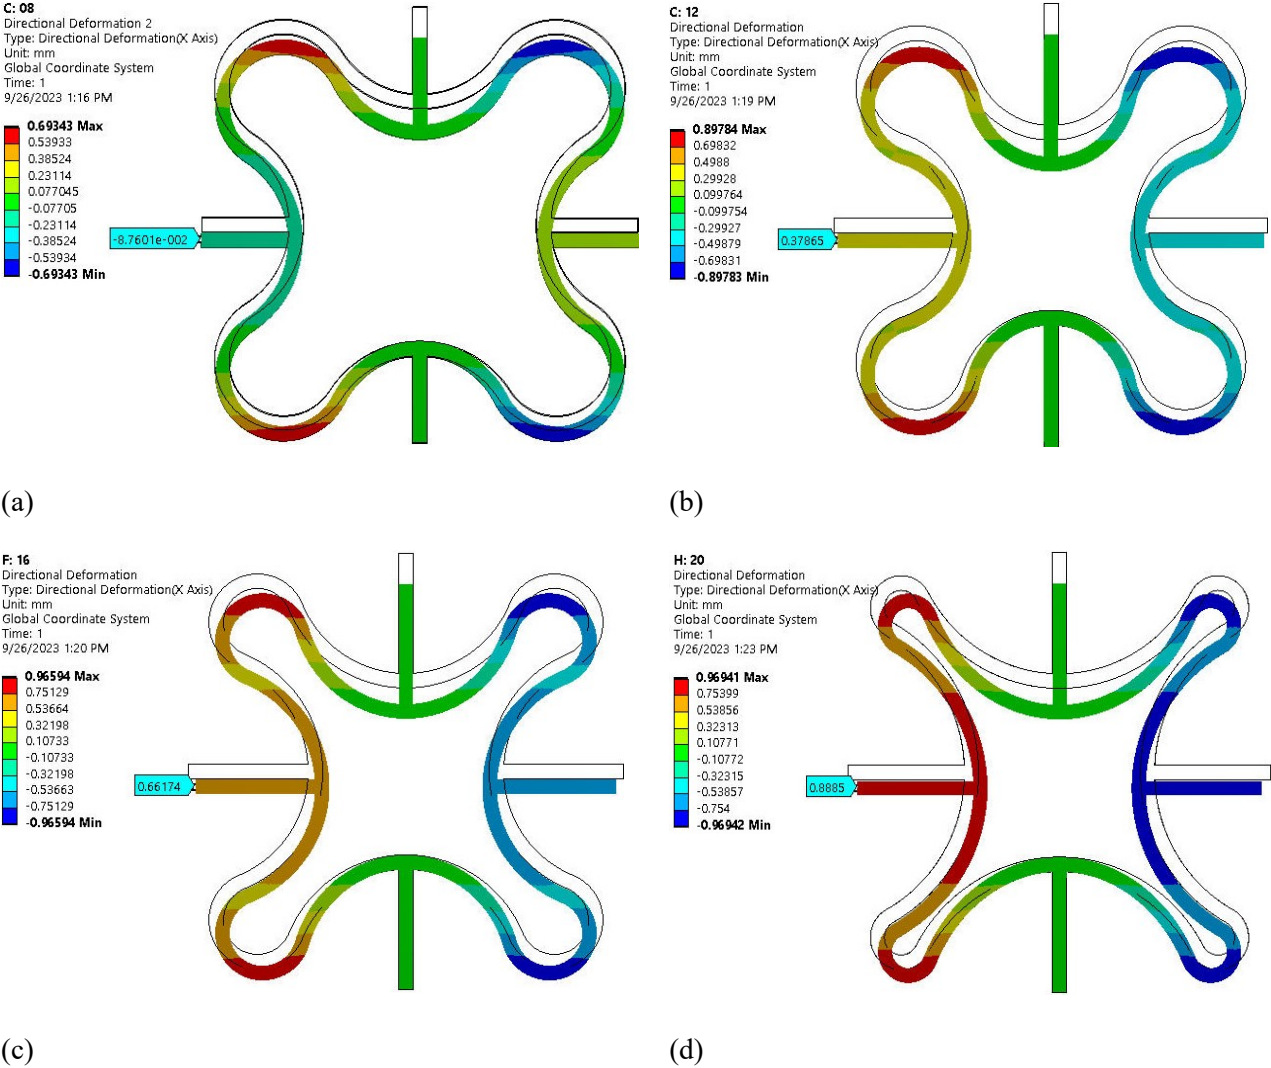 C: 08
Directional Deformation 2
Type: Directional Deformation(X Axis)
Unit: mm
Global Coordinate System
Time: 1
9/26/2023 1:16 PM
0.69343 Max
0.53933
0.38524
0.23114
0.077045
-0.07705
-0.23114
-0.38524
-0.53934
-0.69343 Min
-8.7601e-002
(a)
C: 12
Directional Deformation
Type: Directional Deformation(X Axis)
Unit: mm
Global Coordinate System
Time: 1
9/26/2023 1:19 PM
0.89784 Max
0.69832
0.4988
0.29928
0.099764
-0.099754
-0.29927
-0.49879
-0.69831
-0.89783 Min
0.37865
(b)
F: 16
Directional Deformation
Type: Directional Deformation(X Axis)
Unit: mm
Global Coordinate System
Time: 1
9/26/2023 1:20 PM
0.96594 Max
0.75129
0.53664
0.32198
0.10733
-0.10733
-0.32198
-0.53663
-0.75129
-0.96594 Min
0.66174
(c)
H: 20
Directional Deformation
Type: Directional Deformation(X Axis)
Unit: mm
Global Coordinate System
Time: 1
9/26/2023 1:23 PM
0.96941 Max
0.75399
0.53856
0.32313
0.10771
-0.10772
-0.32315
-0.53857
-0.754
-0.96942 Min
0.8885
(d)